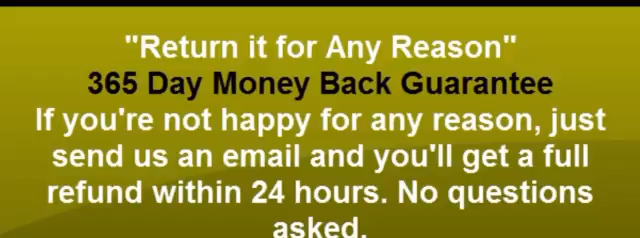 "Return it for Any Reason"
365 Day Money Back Guarantee
If you're not happy for any reason, just
send us an email and you'll get a full
refund within 24 hours. No questions
asked.